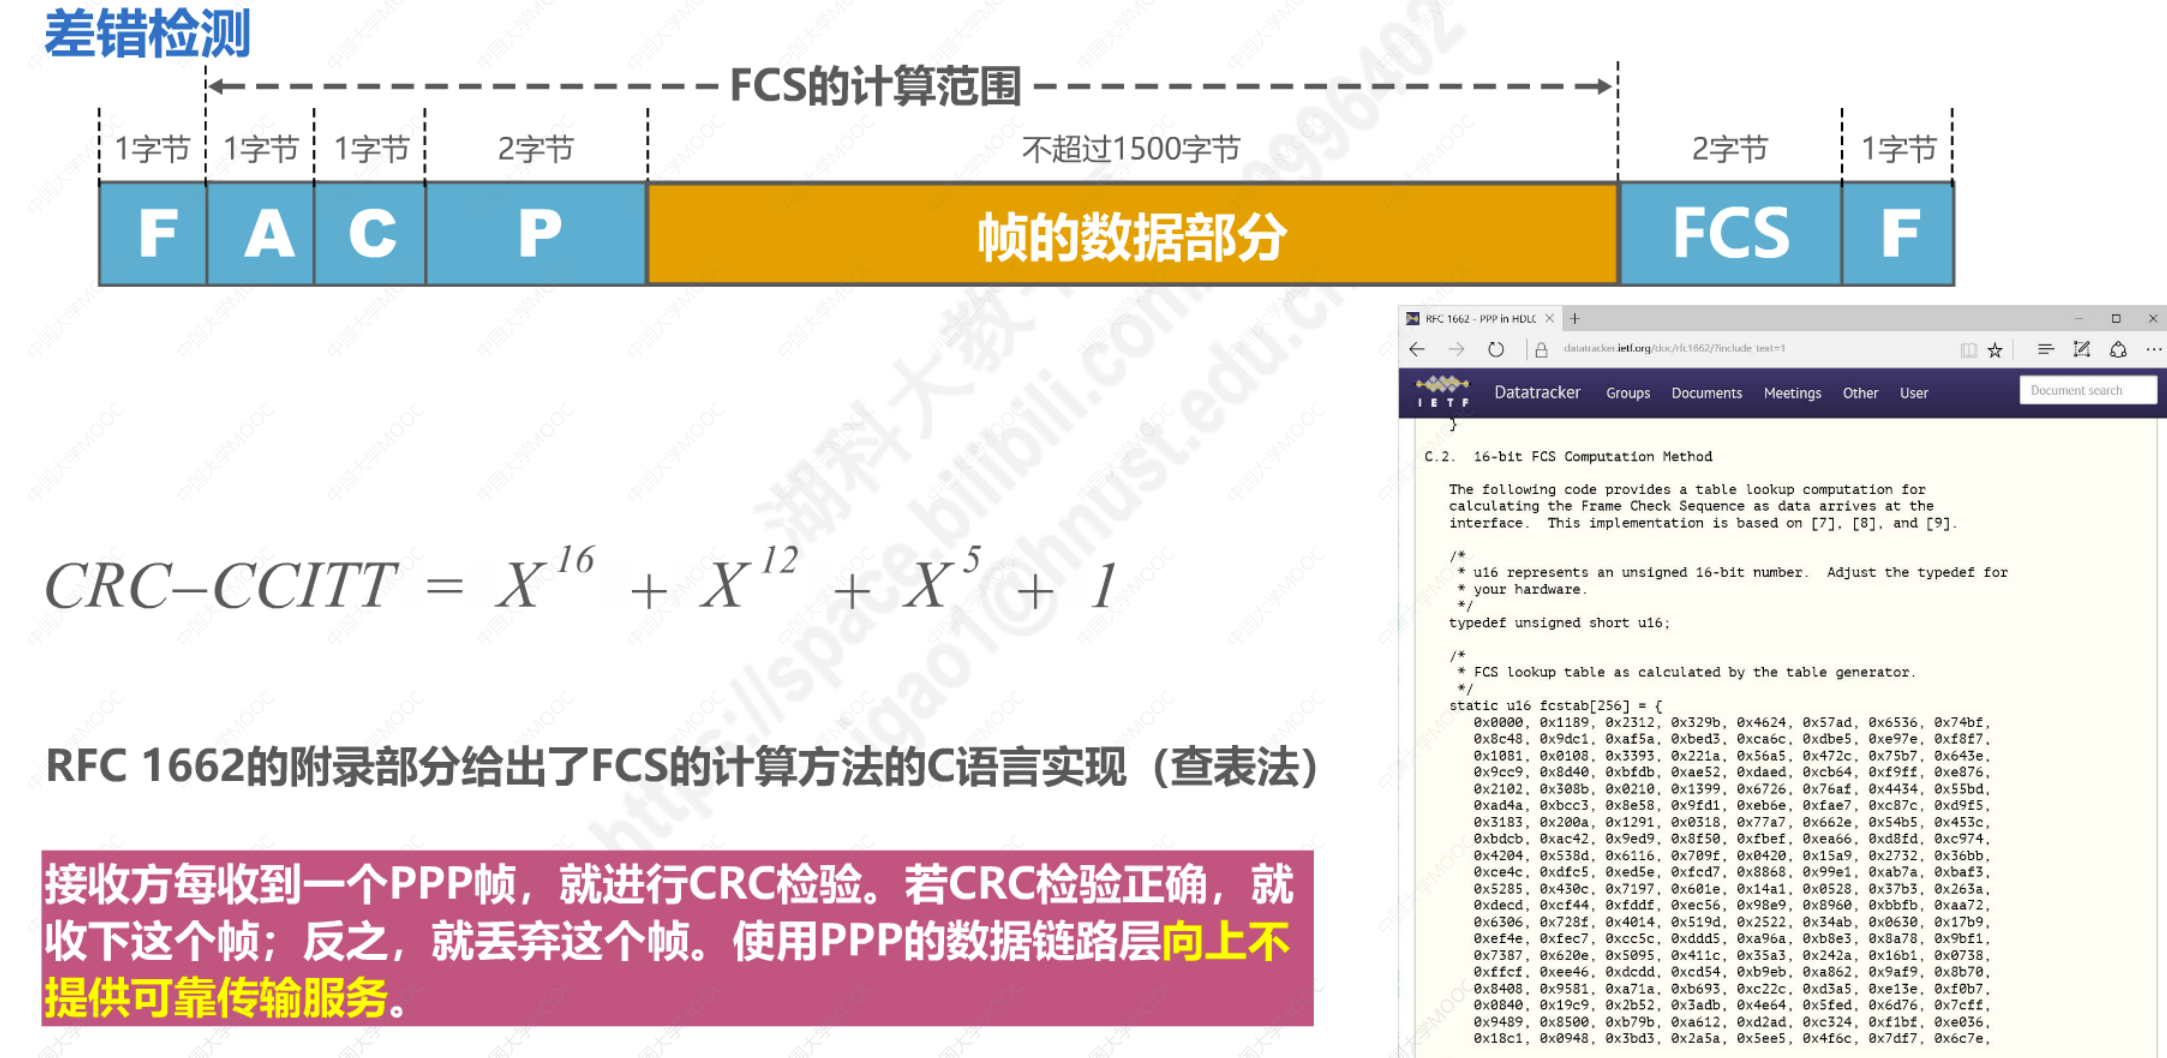 差错检测
FCS的计算范围
1字节 1字节 1字节 2字节 不超过1500字节 2字节 1字节
F A C P 帧的数据部分 FCS F
CRC-CCITT = X^16 + X^12 + X^5 + 1
RFC 1662的附录部分给出了FCS的计算方法的C语言实现（查表法）
接收方每收到一个PPP帧，就进行CRC检验。若CRC检验正确，就
收下这个帧；反之，就丢弃这个帧。使用PPP的数据链路层向上不
提供可靠传输服务。
RFC 1662 - PPP in HDLC
datatracker.ietf.org/doc/rfc1662/?include_text=1
IETF Datatracker Groups Documents Meetings Other User Document search
}
C.2. 16-bit FCS Computation Method
The following code provides a table lookup computation for
calculating the Frame Check Sequence as data arrives at the
interface. This implementation is based on [7], [8], and [9].
/*
* u16 represents an unsigned 16-bit number. Adjust the typedef for
* your hardware.
*/
typedef unsigned short u16;
/*
* FCS lookup table as calculated by the table generator.
*/
static u16 fcstab[256] = {
0x0000, 0x1189, 0x2312, 0x329b, 0x4624, 0x57ad, 0x6536, 0x74bf,
0x8c48, 0x9dc1, 0xaf5a, 0xbed3, 0xca6c, 0xdbe5, 0xe97e, 0xf8f7,
0x1081, 0x0108, 0x3393, 0x221a, 0x56a5, 0x472c, 0x75b7, 0x643e,
0x9cc9, 0x8d40, 0xbfdb, 0xae52, 0xdaed, 0xcb64, 0xf9ff, 0xe876,
0x2102, 0x308b, 0x0210, 0x1399, 0x6726, 0x76af, 0x4434, 0x55bd,
0xad4a, 0xbcc3, 0x8e58, 0x9fd1, 0xeb6e, 0xfae7, 0xc87c, 0xd9f5,
0x3183, 0x200a, 0x1291, 0x0318, 0x77a7, 0x662e, 0x54b5, 0x453c,
0xbdcb, 0xac42, 0x9ed9, 0x8f50, 0xfbef, 0xea66, 0xd8fd, 0xc974,
0x4204, 0x538d, 0x6116, 0x709f, 0x0420, 0x15a9, 0x2732, 0x36bb,
0xce4c, 0xdfc5, 0xed5e, 0xfcd7, 0x8868, 0x99e1, 0xab7a, 0xbaf3,
0x5285, 0x430c, 0x7197, 0x601e, 0x14a1, 0x0528, 0x37b3, 0x263a,
0xdecd, 0xcf44, 0xfddf, 0xec56, 0x98e9, 0x8960, 0xbbfb, 0xaa72,
0x6306, 0x728f, 0x4014, 0x519d, 0x2522, 0x34ab, 0x0630, 0x17b9,
0xef4e, 0xfec7, 0xcc5c, 0xddd5, 0xa96a, 0xb8e3, 0x8a78, 0x9bf1,
0x7387, 0x620e, 0x5095, 0x411c, 0x35a3, 0x242a, 0x16b1, 0x0738,
0xffcf, 0xee46, 0xdcdd, 0xcd54, 0xb9eb, 0xa862, 0x9af9, 0x8b70,
0x8408, 0x9581, 0xa71a, 0xb693, 0xc22c, 0xd3a5, 0xe13e, 0xf0b7,
0x0840, 0x19c9, 0x2b52, 0x3adb, 0x4e64, 0x5fed, 0x6d76, 0x7cff,
0x9489, 0x8500, 0xb79b, 0xa612, 0xd2ad, 0xc324, 0xf1bf, 0xe036,
0x18c1, 0x0948, 0x3bd3, 0x2a5a, 0x5ee5, 0x4f6c, 0x7df7, 0x6c7e,
中国大学MOOC